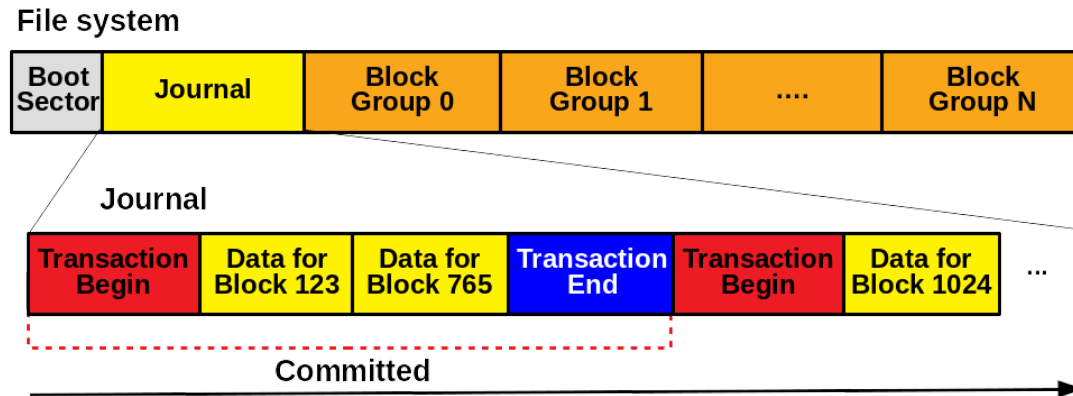 File system
Boot Sector
Journal
Block Group 0
Block Group 1
....
Block Group N
Journal
Transaction Begin
Data for Block 123
Data for Block 765
Transaction End
Transaction Begin
Data for Block 1024
...
Committed